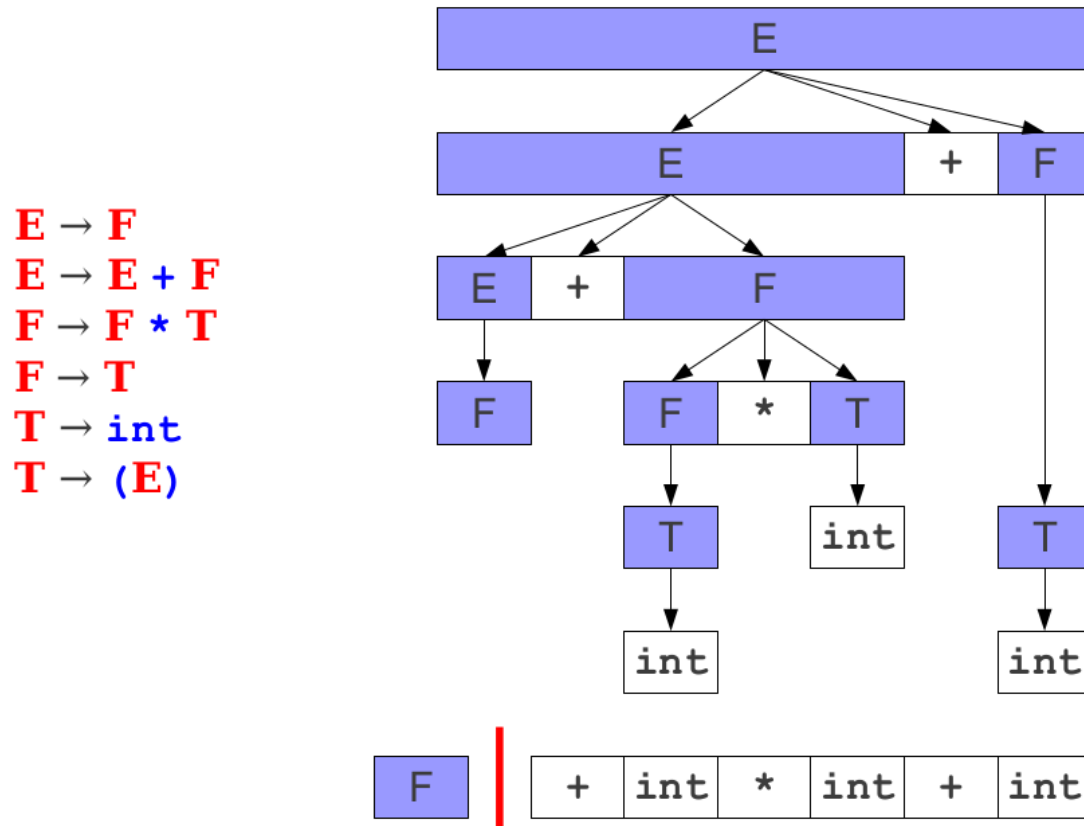 E → F
E → E + F
F → F * T
F → T
T → int
T → (E)
E
E + F
E + F
F F * T
T int T
int int
F + int * int + int